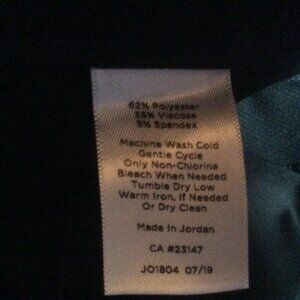 62% Polyester
33% Viscose
5% Spandex
Machine Wash Cold
Gentle Cycle
Only Non-Chlorine
Bleach When Needed
Tumble Dry Low
Warm Iron, if Needed
Or Dry Clean
Made in Jordan
CA #23147
JO1804 07/19